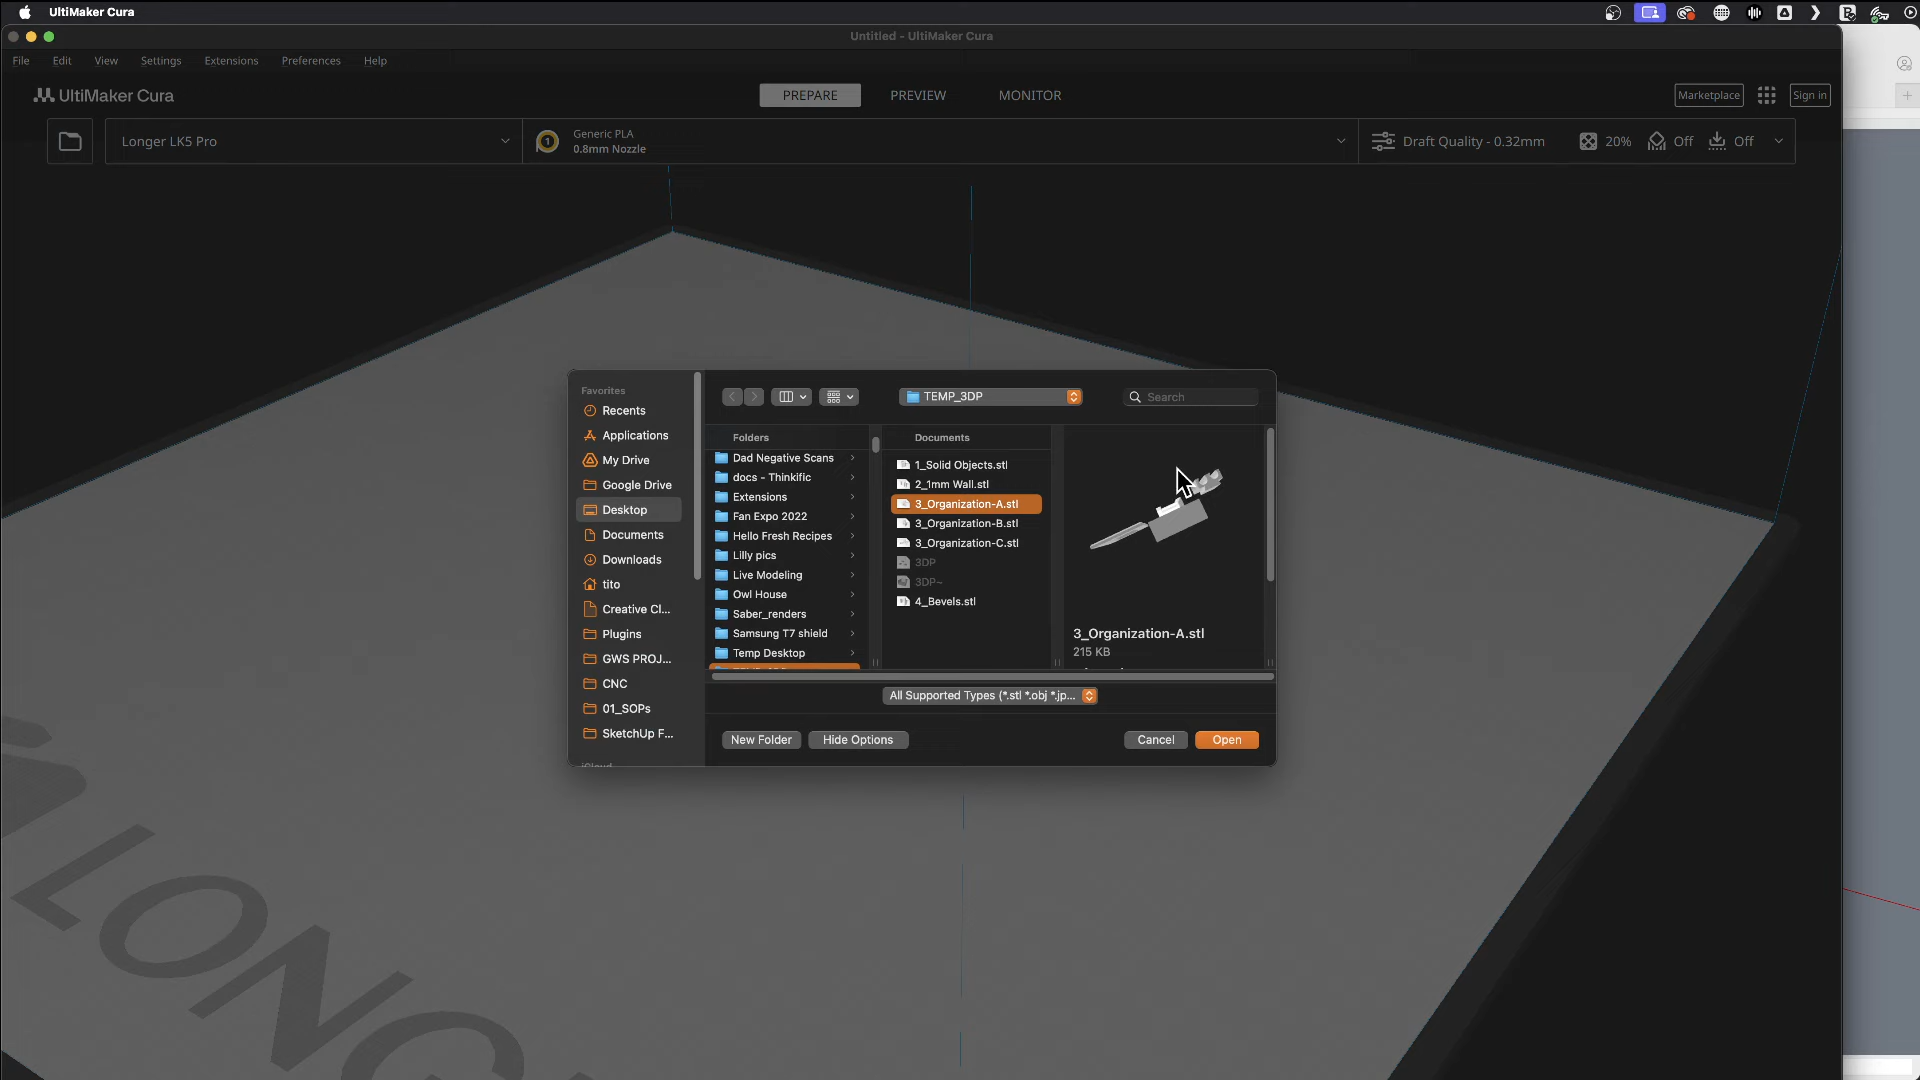 UltiMaker Cura
Untitled - UltiMaker Cura
File Edit View Settings Extensions Preferences Help
UltiMaker Cura
PREPARE PREVIEW MONITOR
Marketplace
Sign in
Longer LK5 Pro
1
Generic PLA
0.8mm Nozzle
Draft Quality - 0.32mm
20%
Off
Off
Favorites
Recents
Applications
My Drive
Google Drive
Desktop
Documents
Downloads
tito
Creative Cl...
Plugins
GWS PROJ...
CNC
01_SOPs
SketchUp F...
iCloud
TEMP_3DP
Search
Folders
Dad Negative Scans
docs - Thinkific
Extensions
Fan Expo 2022
Hello Fresh Recipes
Lilly pics
Live Modeling
Owl House
Saber_renders
Samsung T7 shield
Temp Desktop
Documents
1_Solid Objects.stl
2_1mm Wall.stl
3_Organization-A.stl
3_Organization-B.stl
3_Organization-C.stl
3DP
3DP~
4_Bevels.stl
3_Organization-A.stl
215 KB
All Supported Types (*.stl *.obj *.jp...
New Folder
Hide Options
Cancel
Open